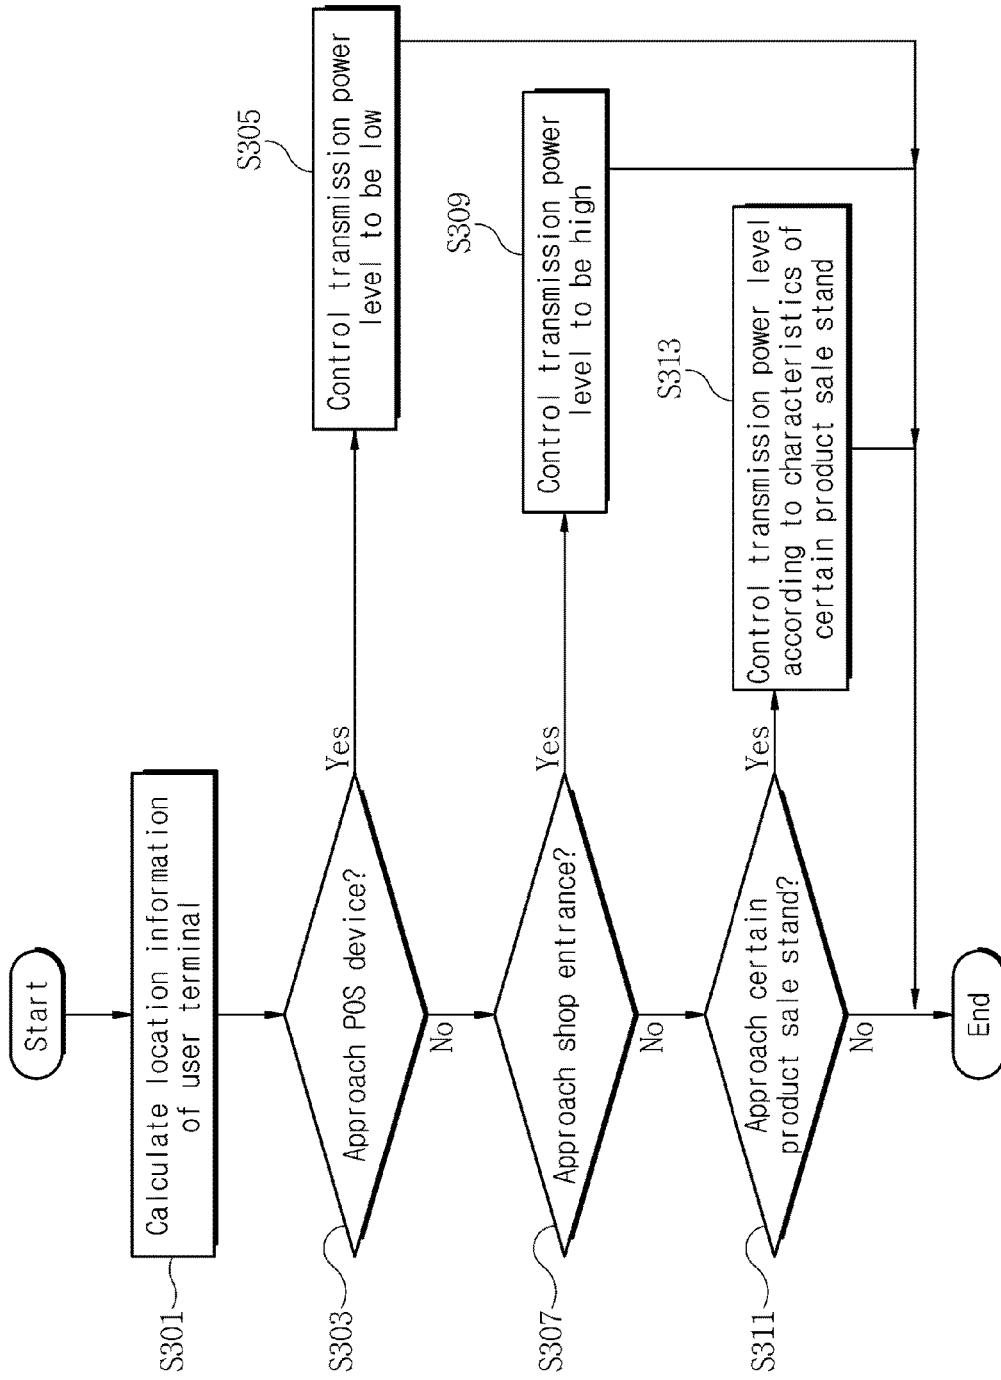 Start
S301
Calculate location information
of user terminal
S303
Approach POS device?
Yes
No
S305
Control transmission power
level to be low
S307
Approach shop entrance?
Yes
No
S309
Control transmission power
level to be high
S311
Approach certain
product sale stand?
Yes
No
S313
Control transmission power level
according to characteristics of
certain product sale stand
End